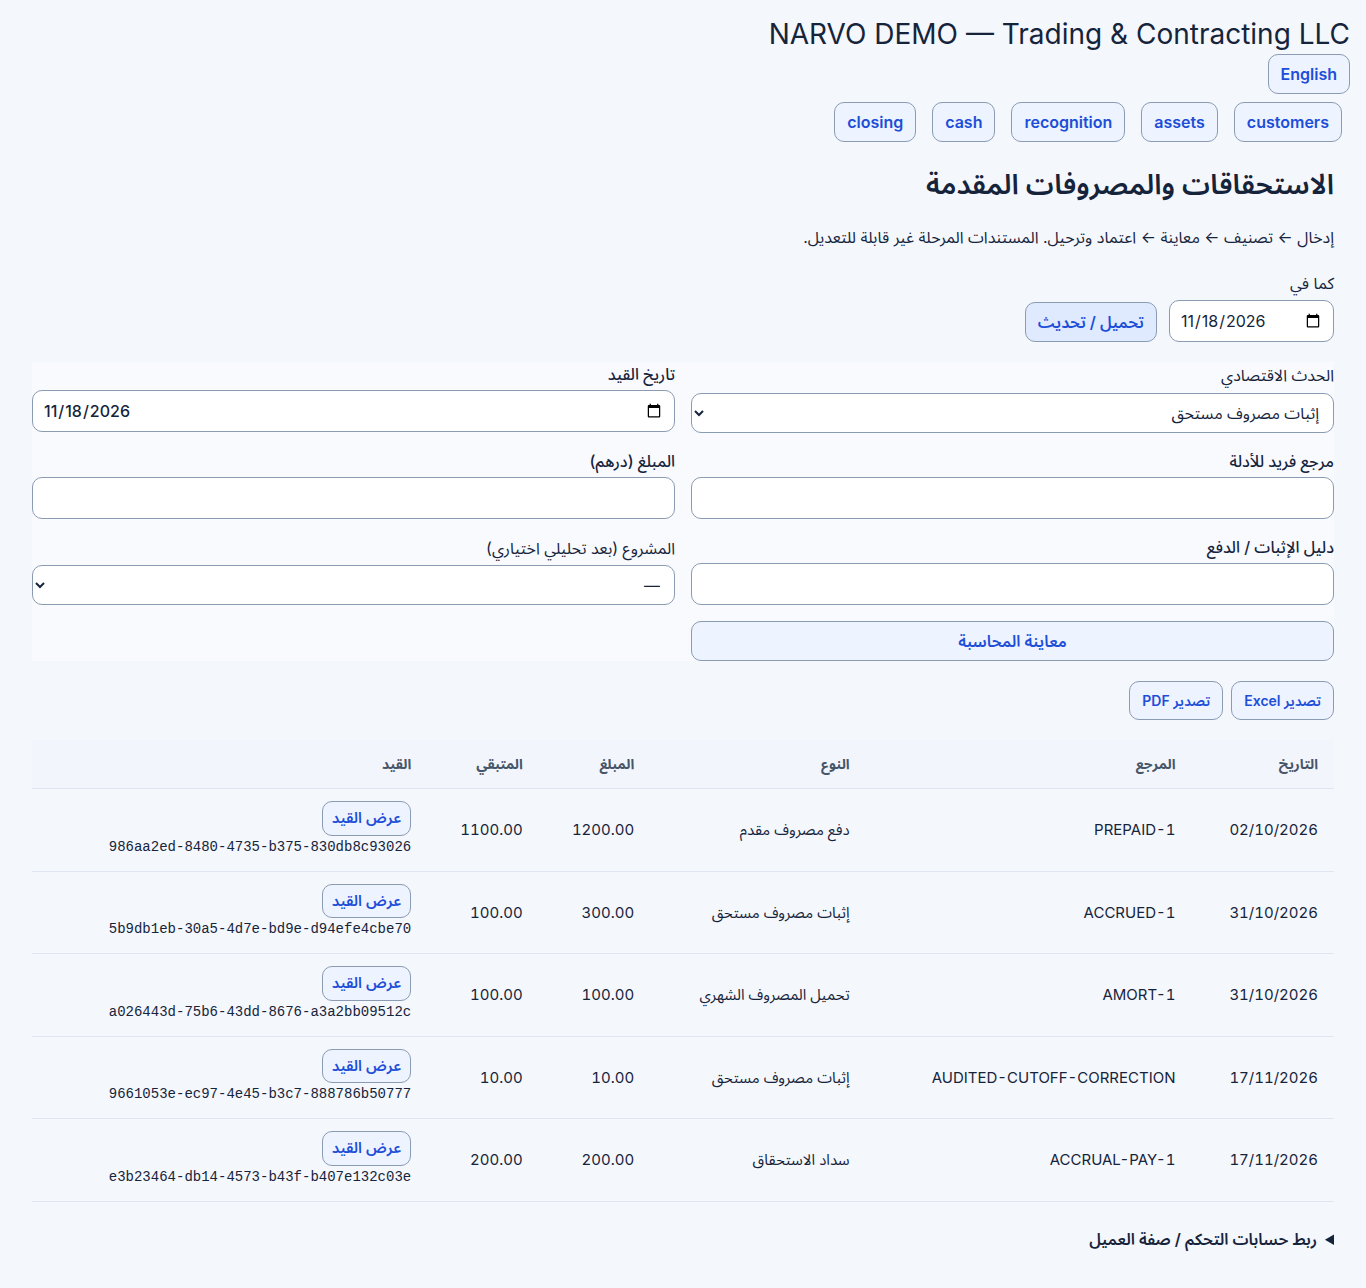 NARVO DEMO — Trading & Contracting LLC
English
customers assets recognition cash closing
الاستحقاقات والمصروفات المقدمة
إدخال ← تصنيف ← معاينة ← اعتماد وترحيل. المستندات المرحلة غير قابلة للتعديل.
كما في
11/18/2026 تحميل / تحديث
الحدث الاقتصادي تاريخ القيد
إثبات مصروف مستحق 11/18/2026
مرجع فريد للأدلة المبلغ (درهم)
دليل الإثبات / الدفع المشروع (بعد تحليلي اختياري)
—
معاينة المحاسبة
تصدير Excel تصدير PDF
التاريخ المرجع النوع المبلغ المتبقي القيد
02/10/2026 PREPAID-1 دفع مصروف مقدم 1200.00 1100.00 عرض القيد
986aa2ed-8480-4735-b375-830db8c93026
31/10/2026 ACCRUED-1 إثبات مصروف مستحق 300.00 100.00 عرض القيد
5b9db1eb-30a5-4d7e-bd9e-d94efe4cbe70
31/10/2026 AMORT-1 تحميل المصروف الشهري 100.00 100.00 عرض القيد
a026443d-75b6-43dd-8676-a3a2bb09512c
17/11/2026 AUDITED-CUTOFF-CORRECTION إثبات مصروف مستحق 10.00 10.00 عرض القيد
9661053e-ec97-4e45-b3c7-888786b50777
17/11/2026 ACCRUAL-PAY-1 سداد الاستحقاق 200.00 200.00 عرض القيد
e3b23464-db14-4573-b43f-b407e132c03e
ربط حسابات التحكم / صفة العميل